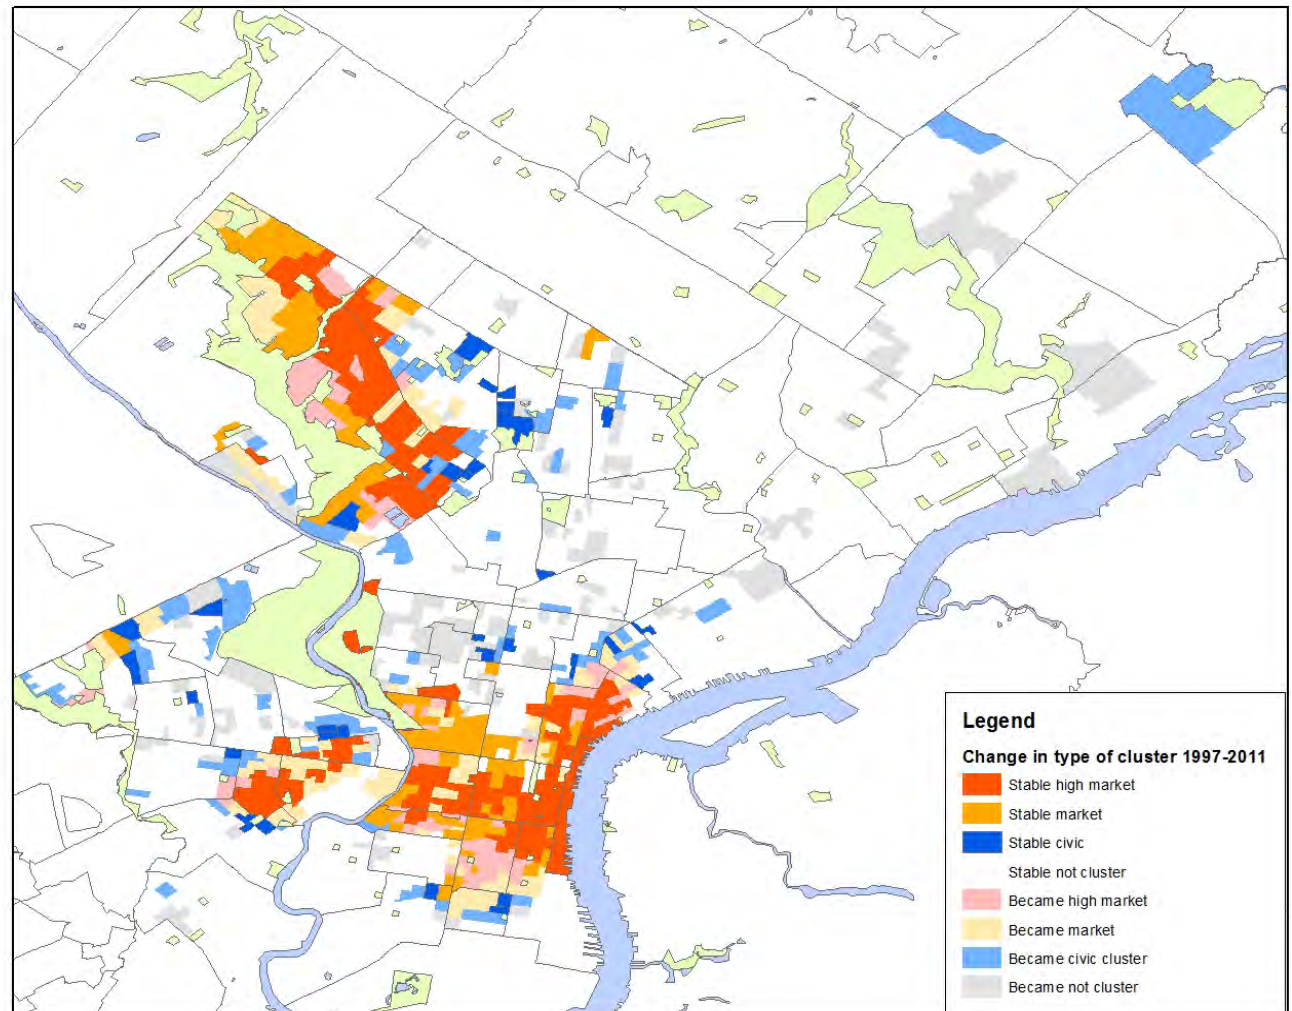 Legend
Change in type of cluster 1997-2011
Stable high market
Stable market
Stable civic
Stable not cluster
Became high market
Became market
Became civic cluster
Became not cluster